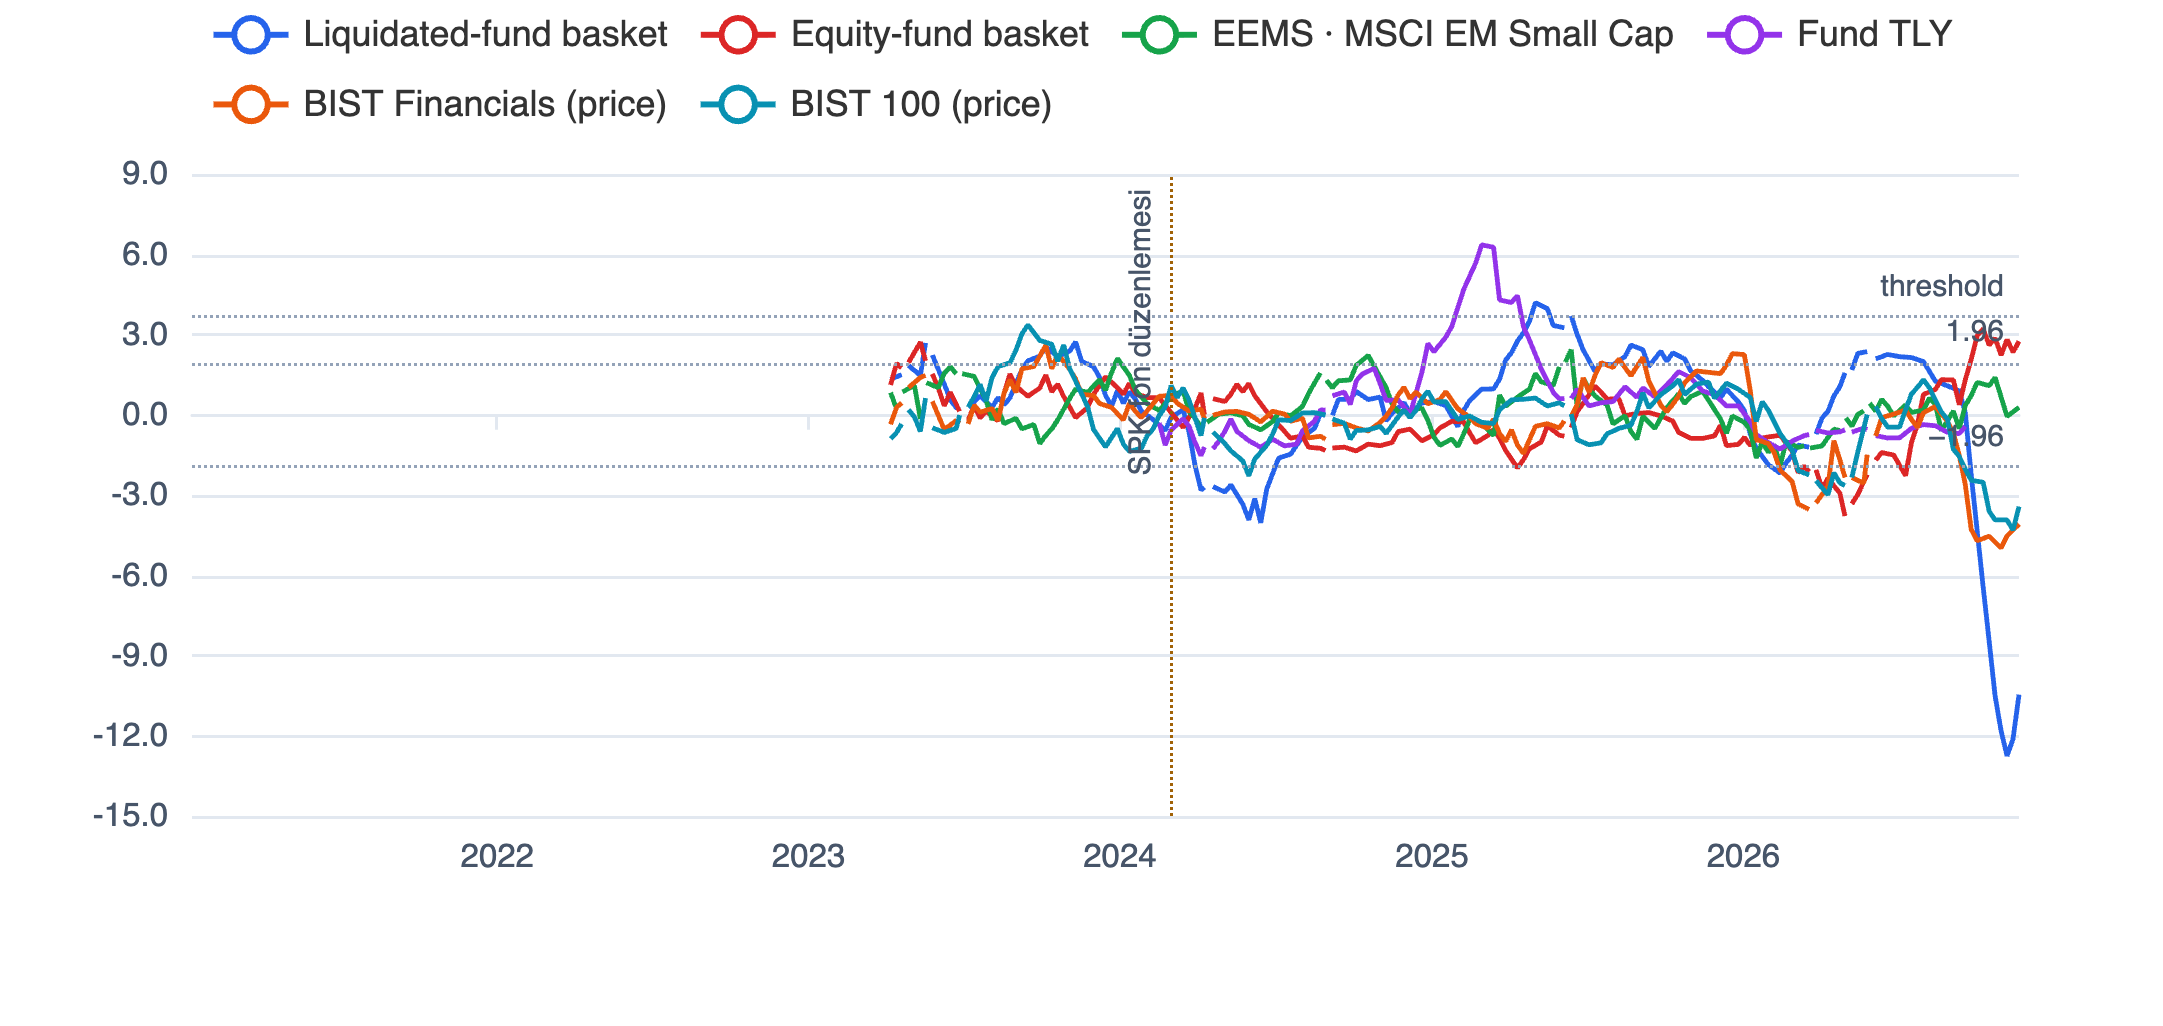 Liquidated-fund basket
Equity-fund basket
EEMS · MSCI EM Small Cap
Fund TLY
BIST Financials (price)
BIST 100 (price)
9.0
6.0
3.0
0.0
-3.0
-6.0
-9.0
-12.0
-15.0
SPK/fon düzenlemesi
threshold
1.96
−1.96
2022
2023
2024
2025
2026